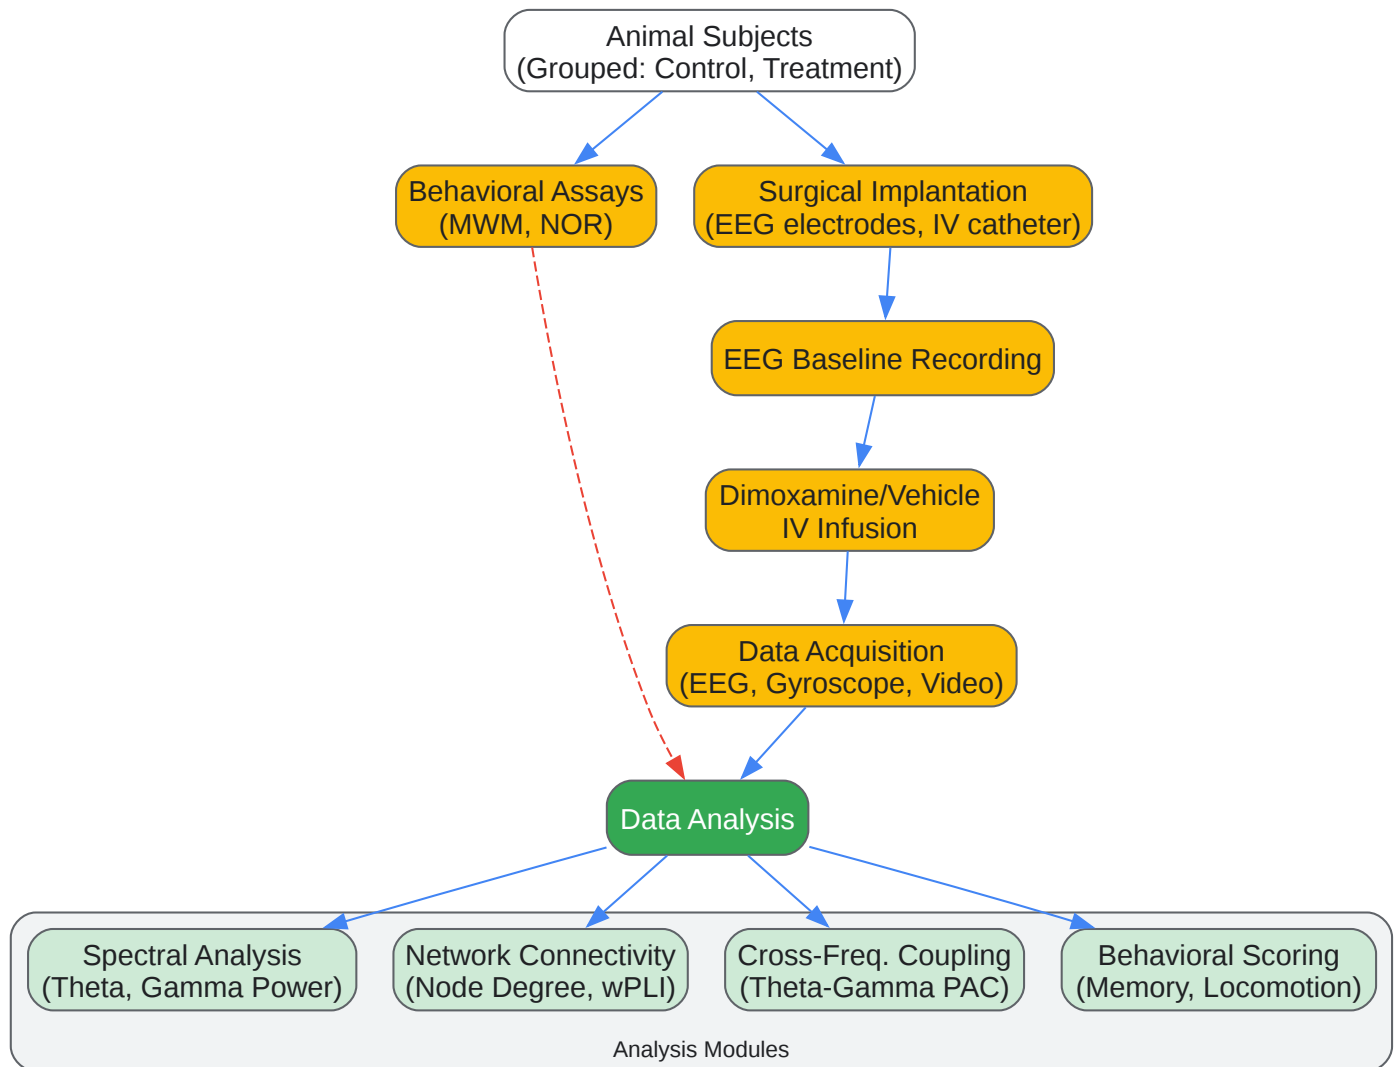 Animal Subjects
(Grouped: Control, Treatment)
Behavioral Assays
(MWM, NOR)
Surgical Implantation
(EEG electrodes, IV catheter)
EEG Baseline Recording
Dimoxamine/Vehicle
IV Infusion
Data Acquisition
(EEG, Gyroscope, Video)
Data Analysis
Spectral Analysis
(Theta, Gamma Power)
Network Connectivity
(Node Degree, wPLI)
Cross-Freq. Coupling
(Theta-Gamma PAC)
Behavioral Scoring
(Memory, Locomotion)
Analysis Modules